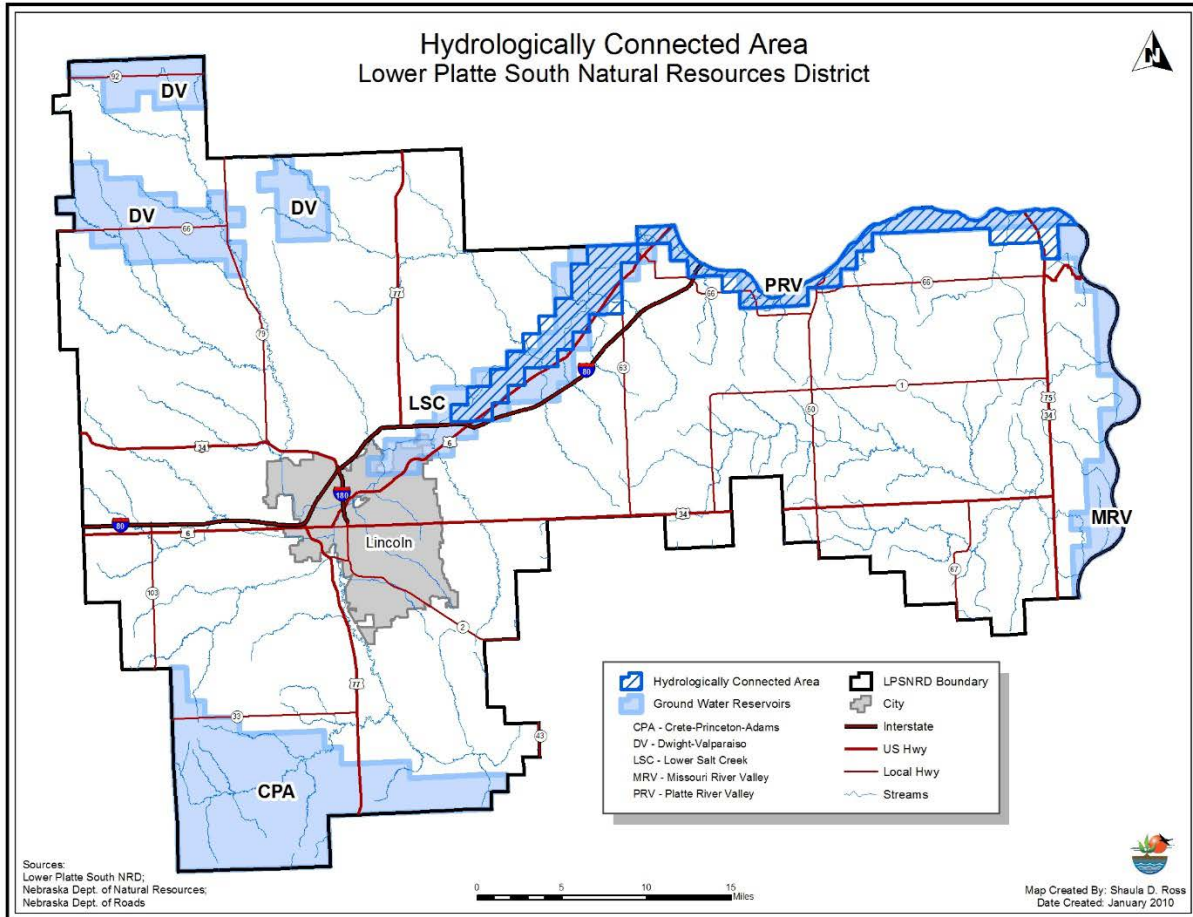 Hydrologically Connected Area
Lower Platte South Natural Resources District
N
92
DV
DV
DV
66
77
79
PRV
66
66
63
LSC
80
1
75
34
50
6
34
180
80
6
Lincoln
34
MRV
103
2
67
77
33
43
CPA
Hydrologically Connected Area
Ground Water Reservoirs
CPA - Crete-Princeton-Adams
DV - Dwight-Valparaiso
LSC - Lower Salt Creek
MRV - Missouri River Valley
PRV - Platte River Valley
LPSNRD Boundary
City
Interstate
US Hwy
Local Hwy
Streams
Sources:
Lower Platte South NRD;
Nebraska Dept. of Natural Resources;
Nebraska Dept. of Roads
0 5 10 15
Miles
Map Created By: Shaula D. Ross
Date Created: January 2010